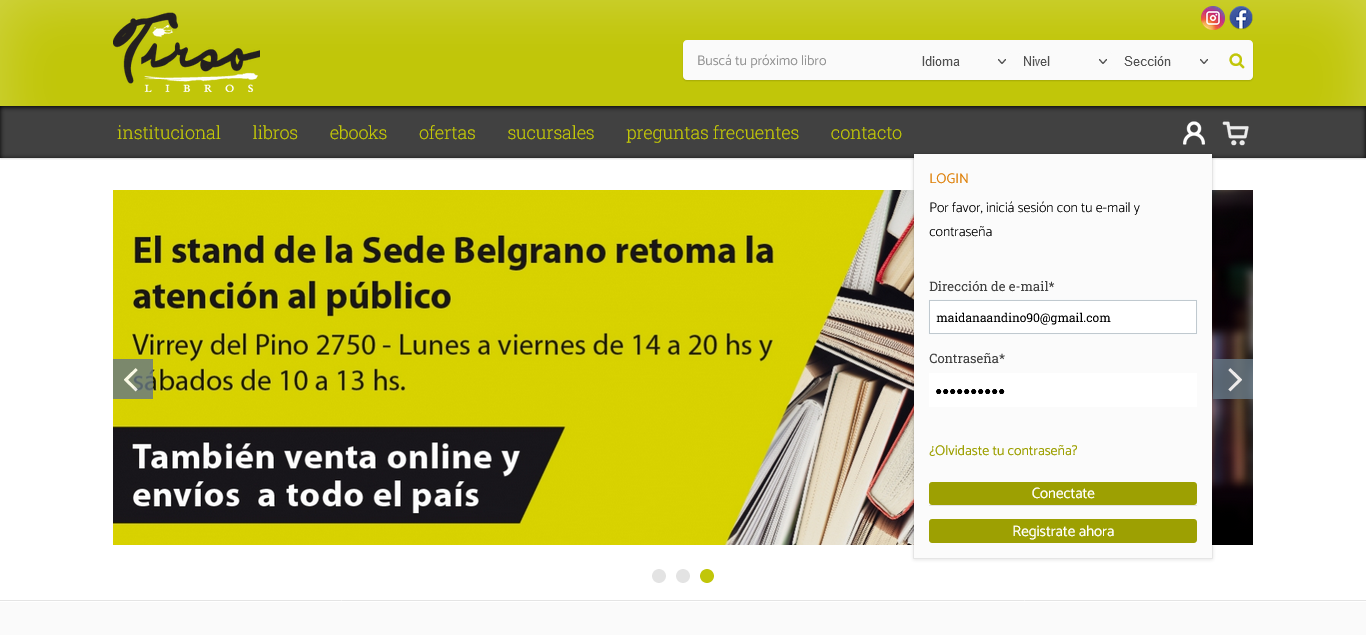 Tirso
LIBROS
Buscá tu próximo libro
Idioma
Nivel
Sección
institucional
libros
ebooks
ofertas
sucursales
preguntas frecuentes
contacto
El stand de la Sede Belgrano retoma la
atención al público
Virrey del Pino 2750 - Lunes a viernes de 14 a 20 hs y
sábados de 10 a 13 hs.
También venta online y
envíos a todo el país
LOGIN
Por favor, iniciá sesión con tu e-mail y
contraseña
Dirección de e-mail*
maidanaandino90@gmail.com
Contraseña*
••••••••••
¿Olvidaste tu contraseña?
Conectate
Registrate ahora